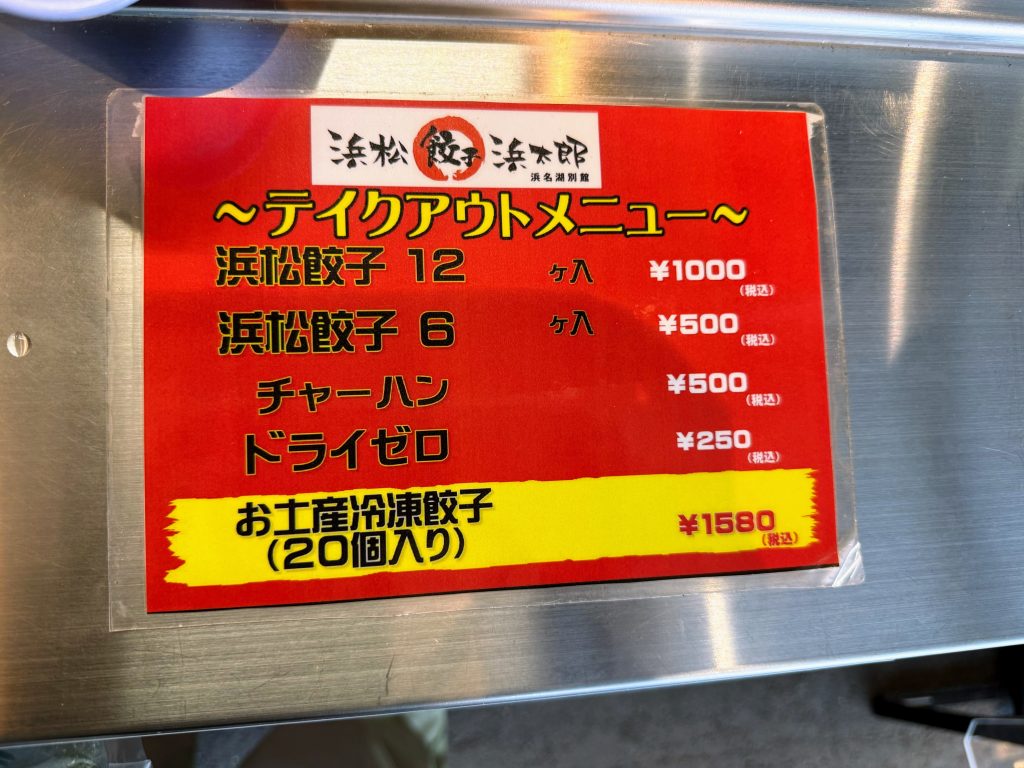 浜松餃子浜太郎
浜名湖別館
～テイクアウトメニュー～
浜松餃子 12 ヶ入 ¥1000
(税込)
浜松餃子 6 ヶ入 ¥500
(税込)
チャーハン ¥500
(税込)
ドライゼロ ¥250
(税込)
お土産冷凍餃子
(20個入り) ¥1580
(税込)